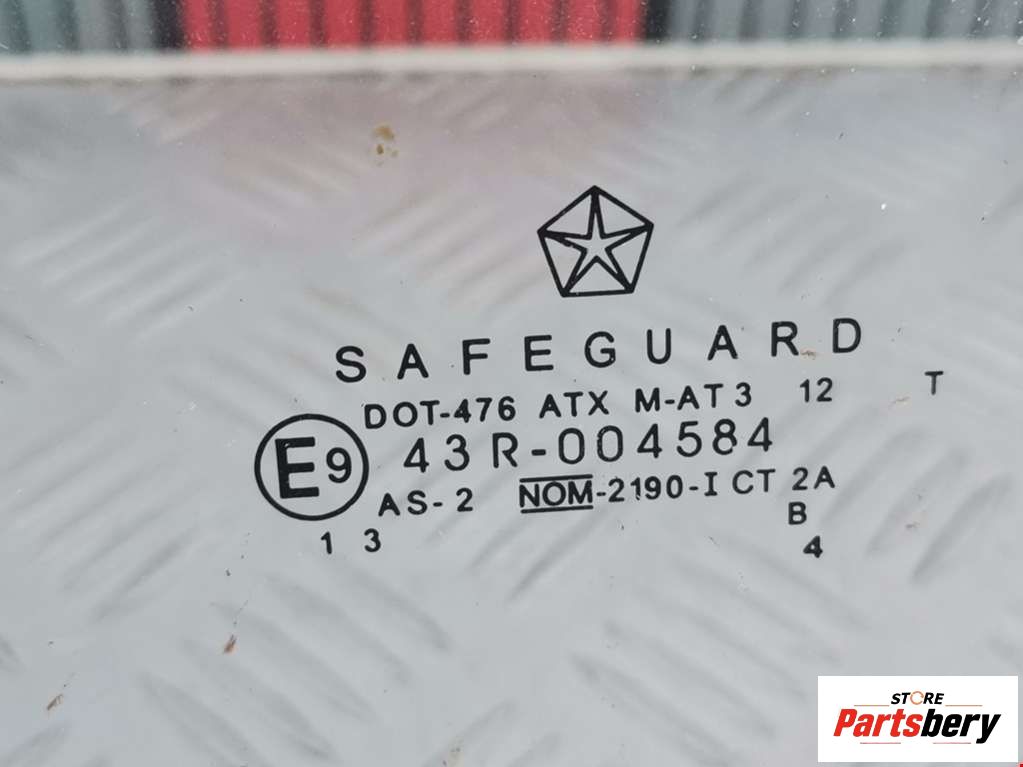 SAFEGUARD
DOT-476 ATX M-AT3 12 T
E9 43R-004584
AS-2 NOM-2190-I CT 2A
B
1 3 4
STORE
Partsbery